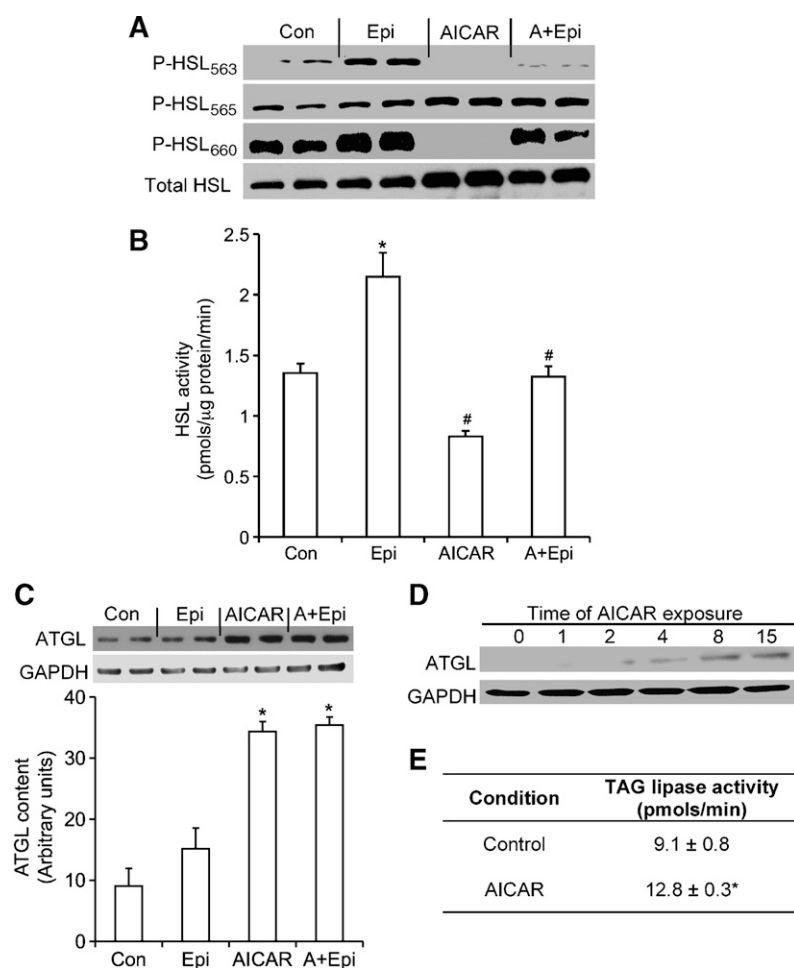 A
Con Epi AICAR A+Epi
P-HSL563
P-HSL565
P-HSL660
Total HSL
B
HSL activity
(pmols/µg protein/min)
2.5
2
1.5
1
0.5
0
*
#
#
Con Epi AICAR A+Epi
C
Con Epi AICAR A+Epi
ATGL
GAPDH
ATGL content
(Arbitrary units)
40
30
20
10
0
*
*
Con Epi AICAR A+Epi
D
Time of AICAR exposure
0 1 2 4 8 15
ATGL
GAPDH
E
Condition TAG lipase activity
(pmols/min)
Control 9.1 ± 0.8
AICAR 12.8 ± 0.3*